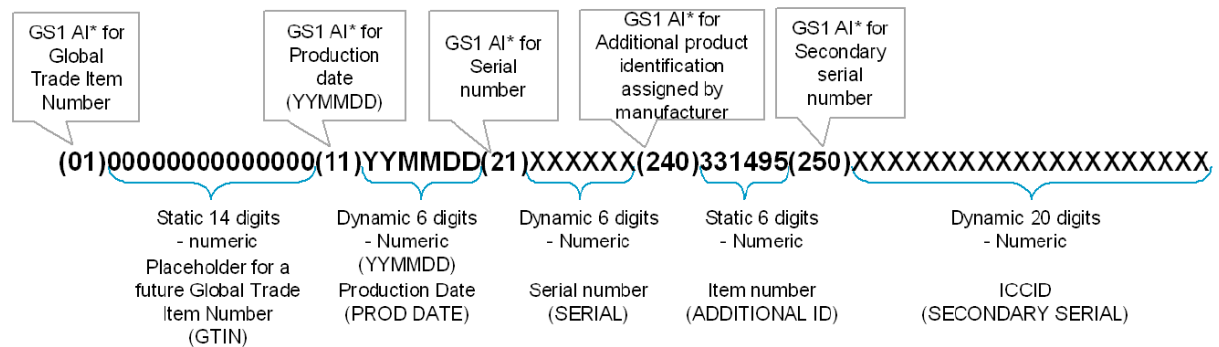 GS1 AI* for
Global
Trade Item
Number
GS1 AI* for
Production
date
(YYMMDD)
GS1 AI* for
Serial
number
GS1 AI* for
Additional product
identification
assigned by
manufacturer
GS1 AI* for
Secondary
serial
number
(01)00000000000000(11)YYMMDD(21)XXXXXX(240)331495(250)XXXXXXXXXXXXXXXXXXXX
Static 14 digits
- numeric
Placeholder for a
future Global Trade
Item Number
(GTIN)
Dynamic 6 digits
- Numeric
(YYMMDD)
Production Date
(PROD DATE)
Dynamic 6 digits
- Numeric
Serial number
(SERIAL)
Static 6 digits
- Numeric
Item number
(ADDITIONAL ID)
Dynamic 20 digits
- Numeric
ICCID
(SECONDARY SERIAL)